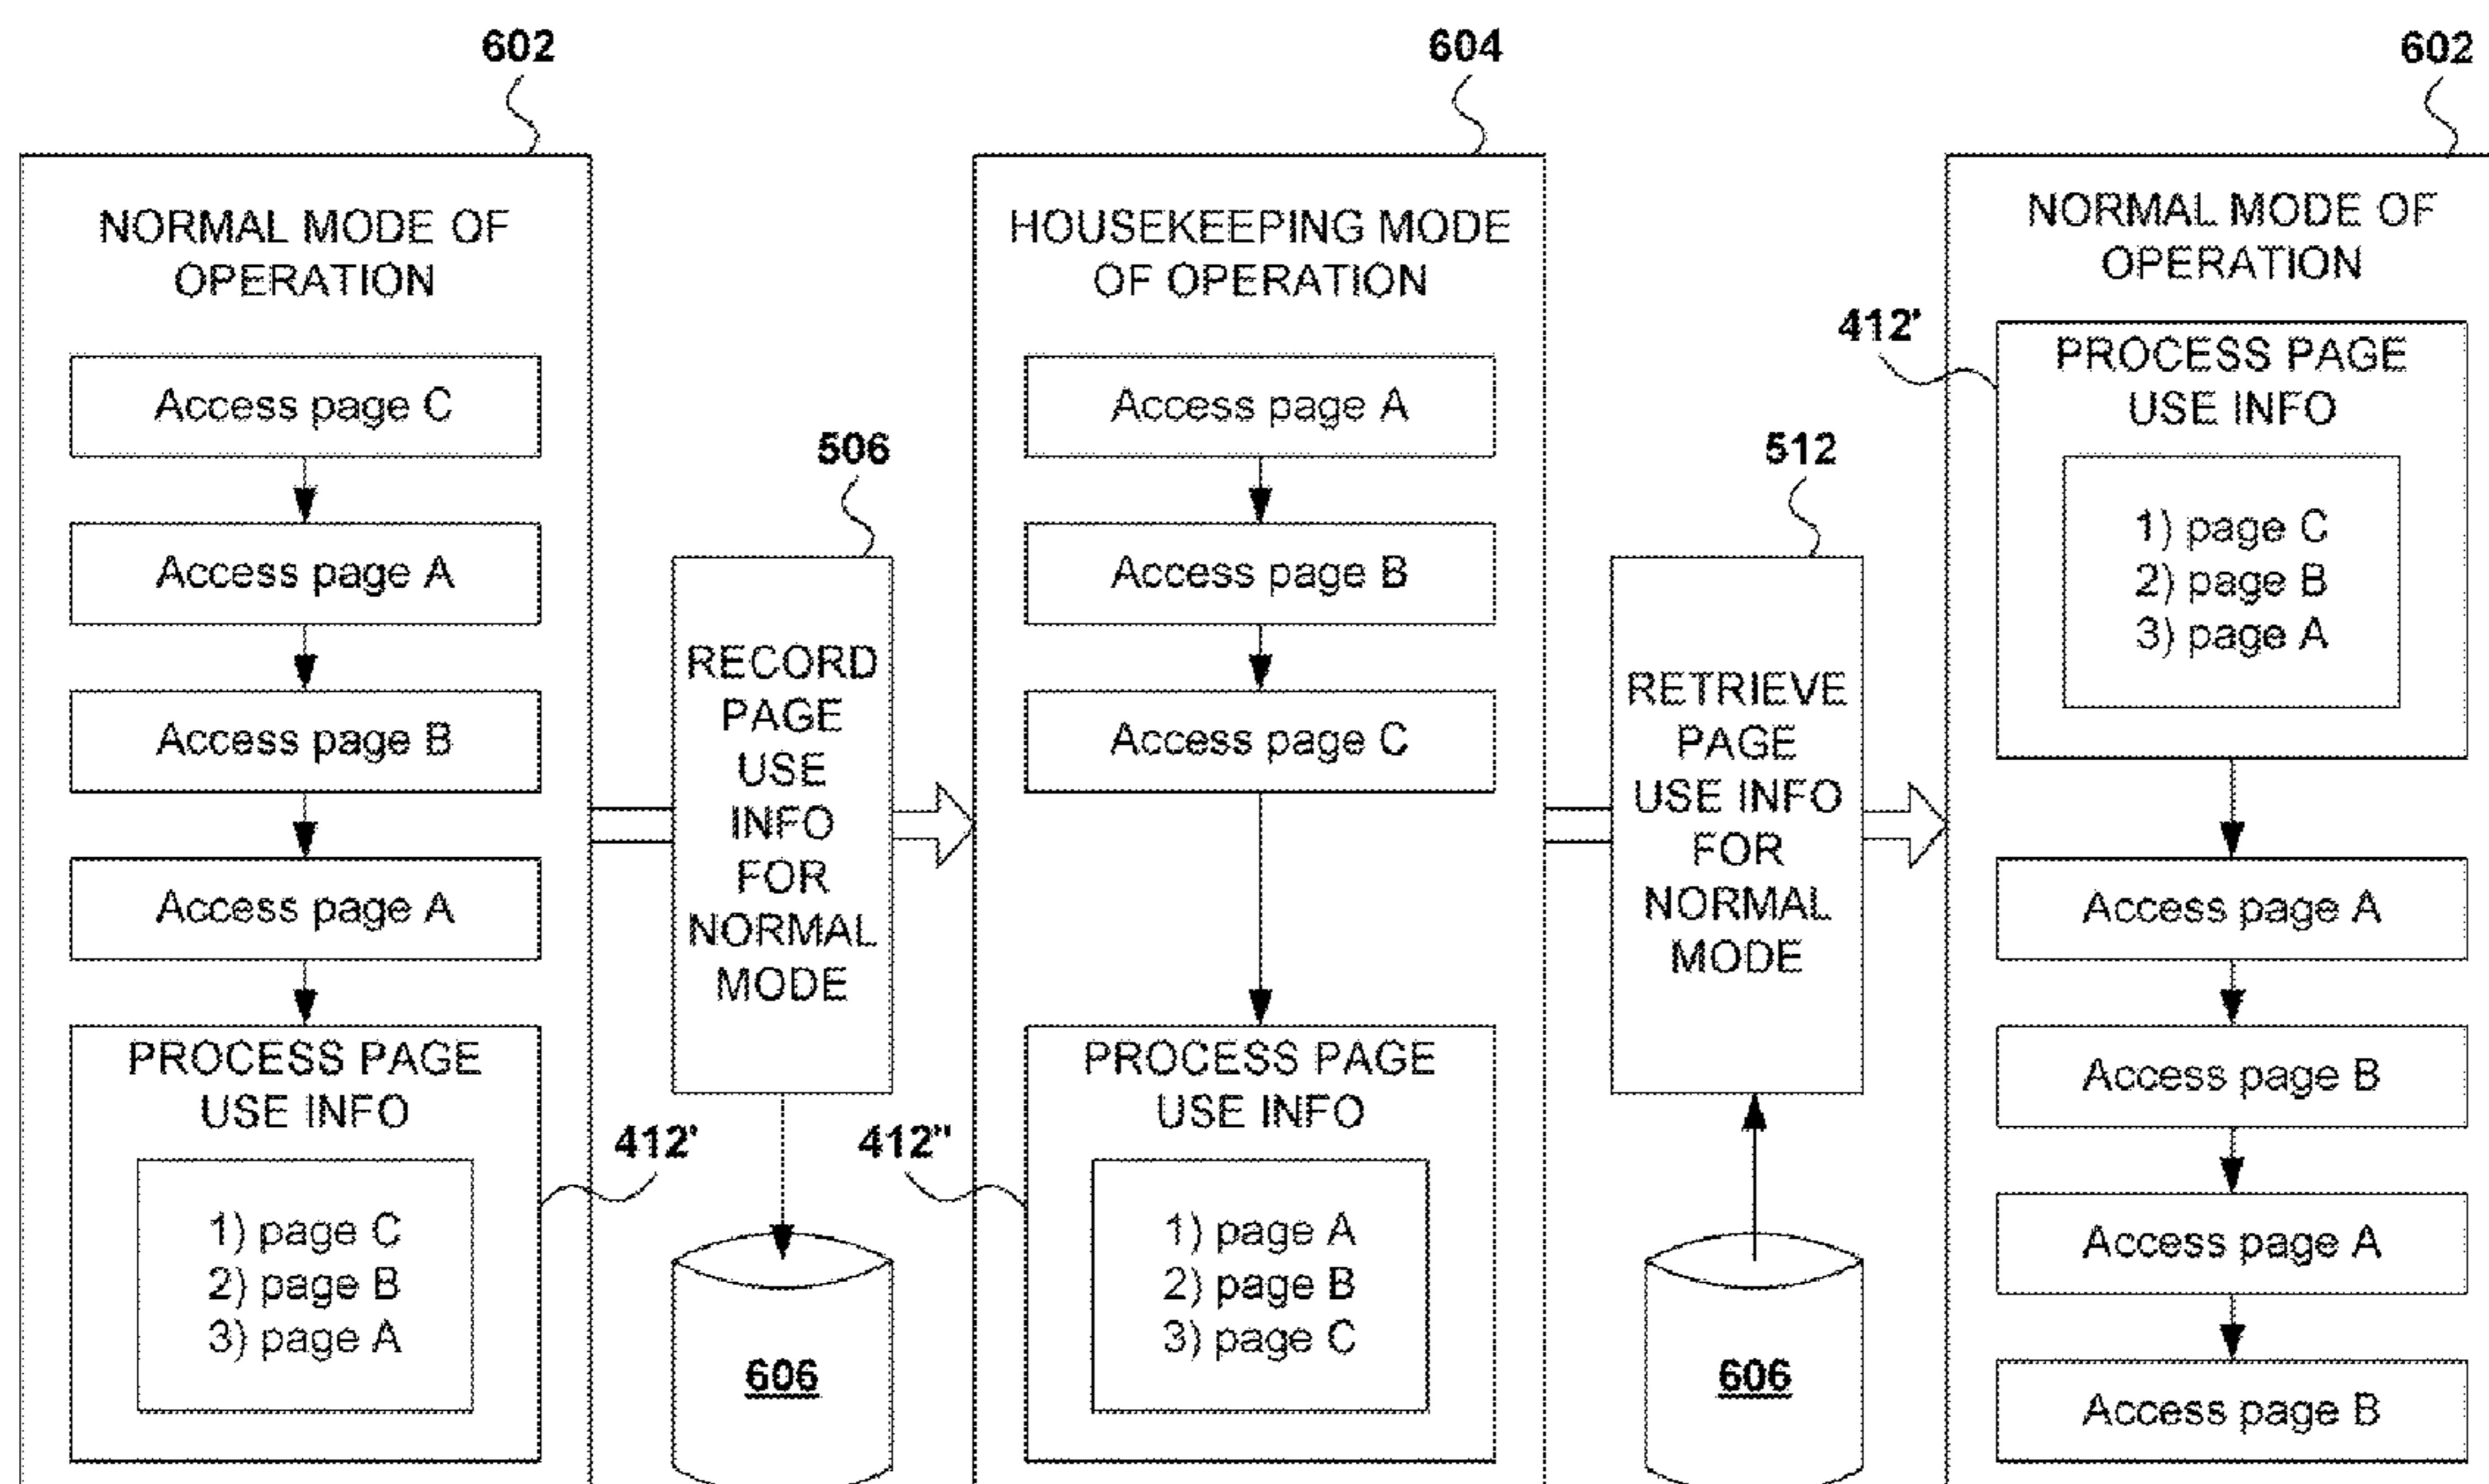 602
604
602
NORMAL MODE OF
OPERATION
Access page C
Access page A
Access page B
Access page A
PROCESS PAGE
USE INFO
1) page C
2) page B
3) page A
412'
506
RECORD
PAGE
USE
INFO
FOR
NORMAL
MODE
606
HOUSEKEEPING MODE
OF OPERATION
Access page A
Access page B
Access page C
PROCESS PAGE
USE INFO
1) page A
2) page B
3) page C
412"
512
RETRIEVE
PAGE
USE INFO
FOR
NORMAL
MODE
606
NORMAL MODE OF
OPERATION
412'
PROCESS PAGE
USE INFO
1) page C
2) page B
3) page A
Access page A
Access page B
Access page A
Access page B